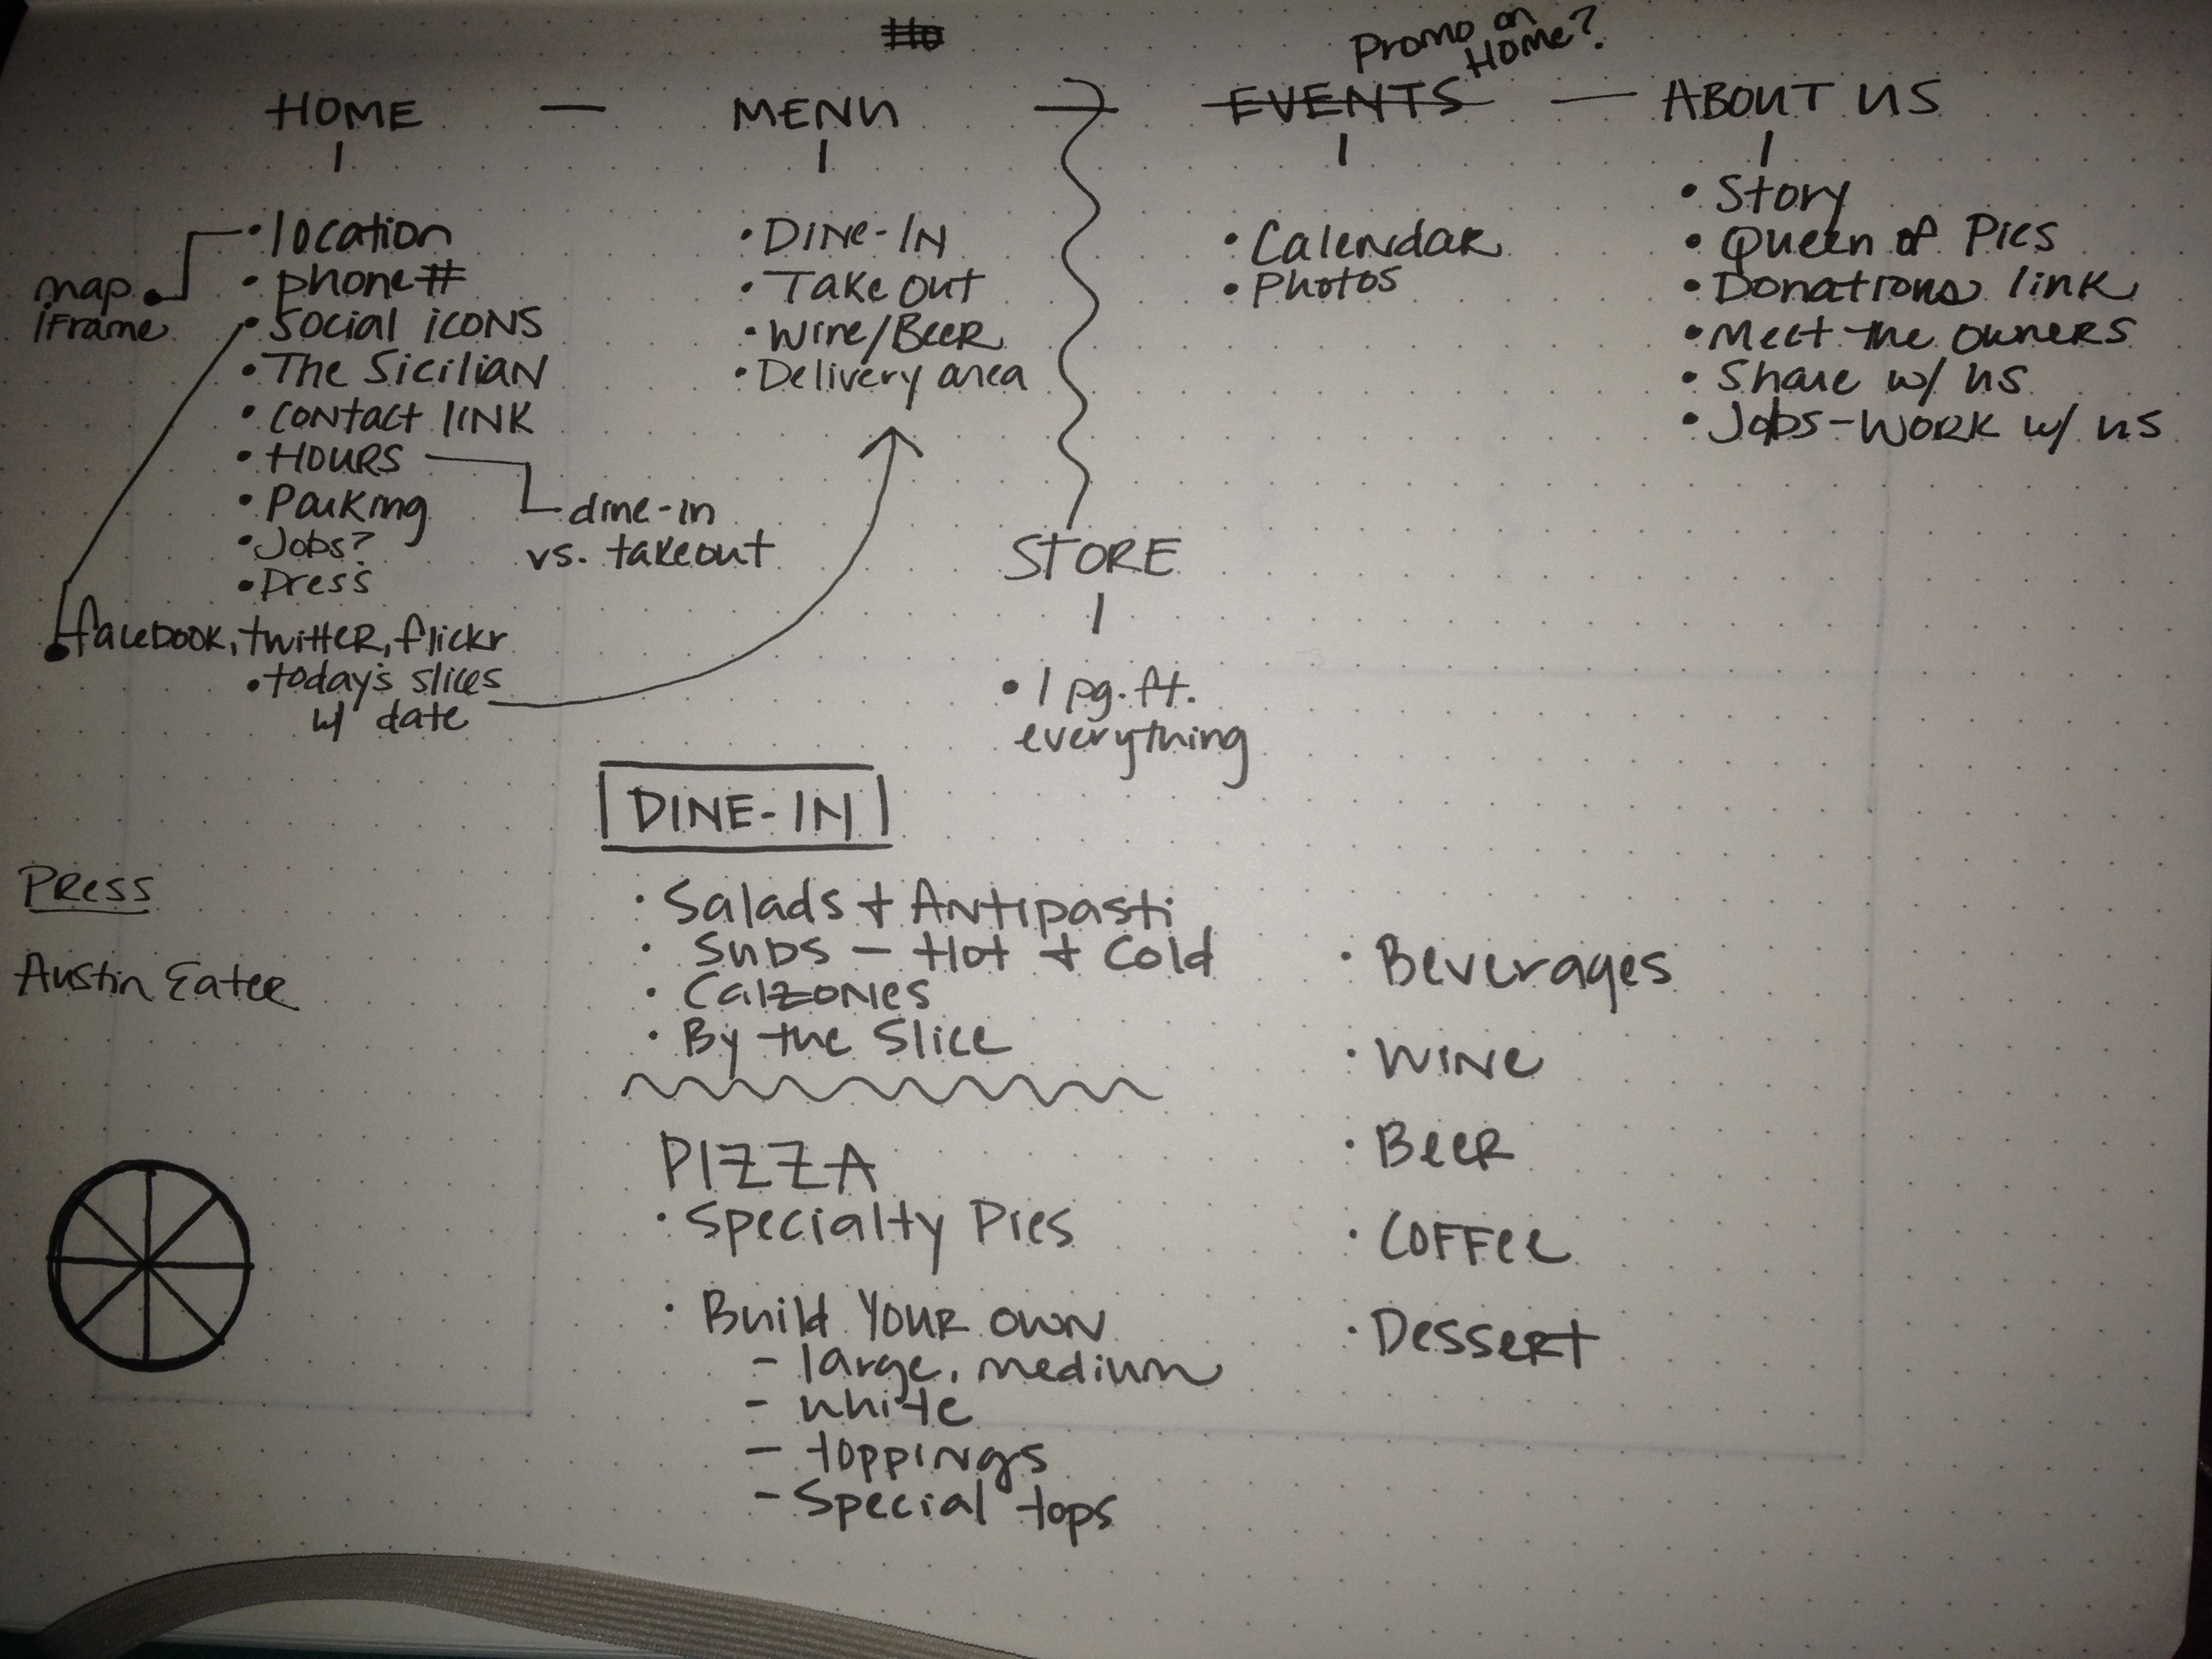 Promo on
Home?
HOME — MENU — EVENTS — ABOUT US
• location
• phone #
• social icons
• The Sicilian
• contact link
• Hours
• Parking
• Jobs?
• Press
map
iframe
dine-in
vs. takeout
facebook, twitter, flickr
• today's slices
w/ date
• Dine-In
• Take out
• Wine/Beer
• Delivery area
• Calendar
• Photos
• Story
• Queen of Pies
• Donations link
• Meet the owners
• Share w/ us
• Jobs - Work w/ us
STORE
• 1 pg. ft.
everything
DINE-IN
• Salads + Antipasti
• Subs — Hot + Cold
• Calzones
• By the Slice
PIZZA
• Specialty Pies
• Build Your Own
- large, medium
- white
- toppings
- Special tops
• Beverages
• Wine
• Beer
• Coffee
• Dessert
Press
Austin Eater